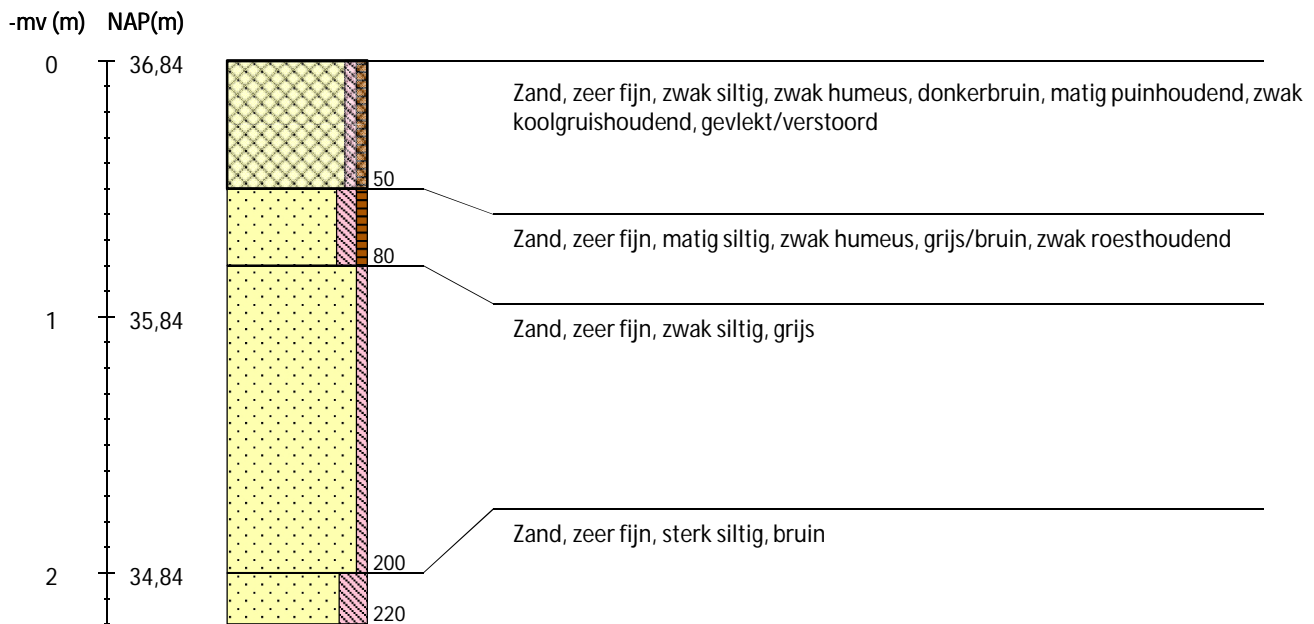 -mv (m) NAP(m)
0 36,84
Zand, zeer fijn, zwak siltig, zwak humeus, donkerbruin, matig puinhoudend, zwak
koolgruishoudend, gevlekt/verstoord
50
Zand, zeer fijn, matig siltig, zwak humeus, grijs/bruin, zwak roesthoudend
80
1 35,84
Zand, zeer fijn, zwak siltig, grijs
Zand, zeer fijn, sterk siltig, bruin
200
2 34,84
220